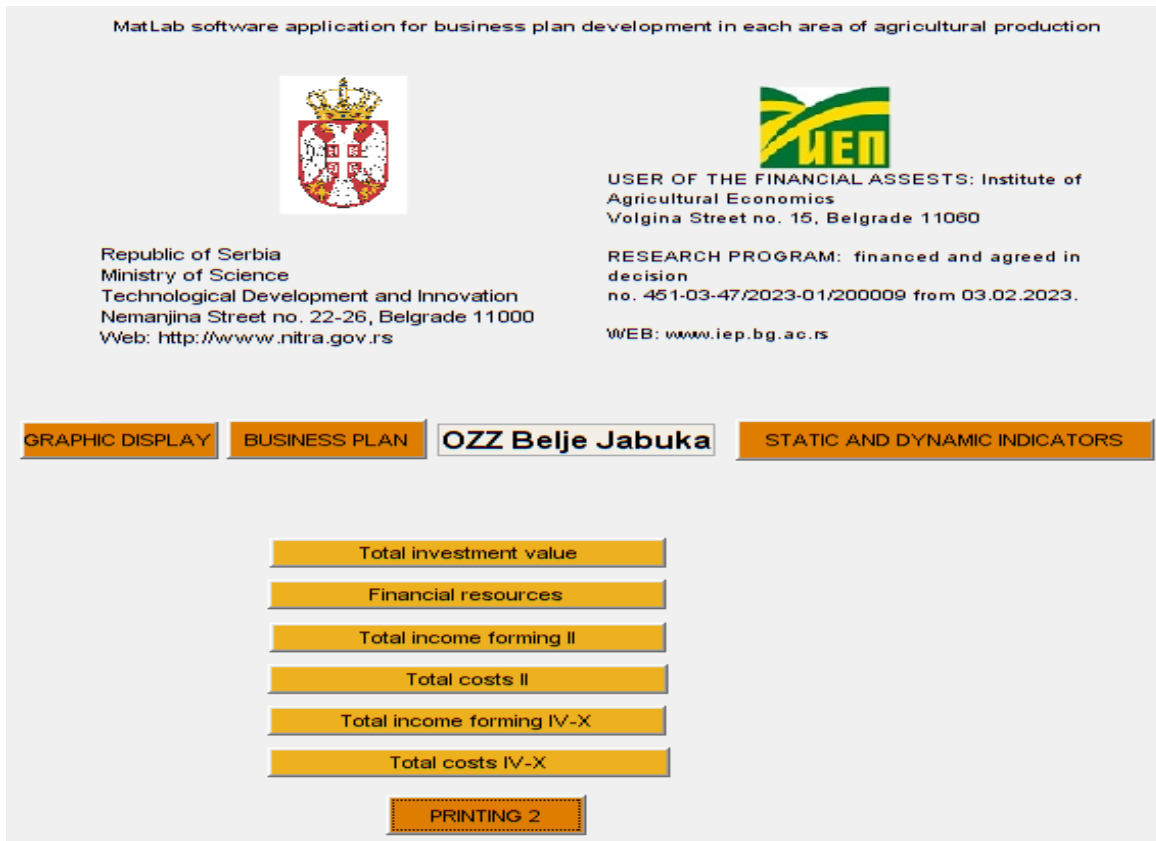 MatLab software application for business plan development in each area of agricultural production
УЕП
USER OF THE FINANCIAL ASSESTS: Institute of
Agricultural Economics
Volgina Street no. 15, Belgrade 11060
Republic of Serbia
Ministry of Science
Technological Development and Innovation
Nemanjina Street no. 22-26, Belgrade 11000
Web: http://www.nitra.gov.rs
RESEARCH PROGRAM: financed and agreed in
decision
no. 451-03-47/2023-01/200009 from 03.02.2023.
WEB: www.iep.bg.ac.rs
GRAPHIC DISPLAY
BUSINESS PLAN
OZZ Belje Jabuka
STATIC AND DYNAMIC INDICATORS
Total investment value
Financial resources
Total income forming II
Total costs II
Total income forming IV-X
Total costs IV-X
PRINTING 2